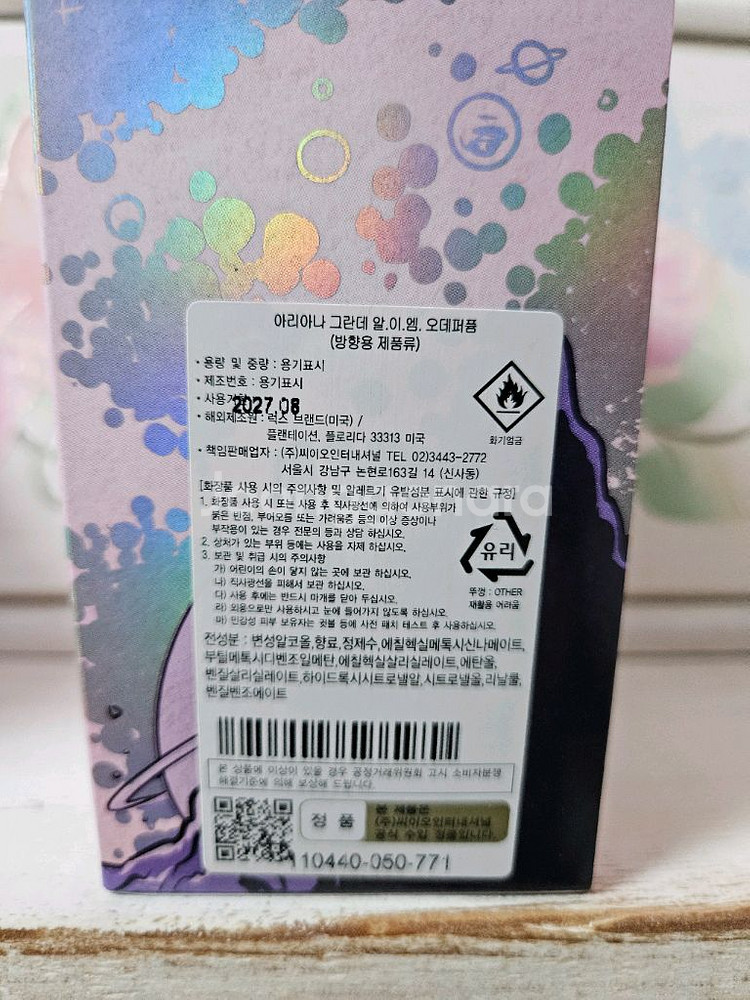 아리아나 그란데 알.이.엠. 오데퍼퓸
(방향용 제품류)
· 용량 및 중량 : 용기표시
· 제조번호 : 용기표시
· 사용기한
2027.08
· 해외제조원 : 럭스 브랜드(미국) /
플랜테이션, 플로리다 33313 미국
· 책임판매업자 : (주)씨이오인터내셔널 TEL 02)3443-2772
서울시 강남구 논현로163길 14 (신사동)
화기엄금
[화장품 사용 시의 주의사항 및 알레르기 유발성분 표시에 관한 규정]
1. 화장품 사용 시 또는 사용 후 직사광선에 의하여 사용부위가
붉은 반점, 부어오름 또는 가려움증 등의 이상 증상이나
부작용이 있는 경우 전문의 등과 상담 하십시오.
2. 상처가 있는 부위 등에는 사용을 자제 하십시오.
3. 보관 및 취급 시의 주의사항
가) 어린이의 손이 닿지 않는 곳에 보관 하십시오.
나) 직사광선을 피해서 보관 하십시오.
다) 사용 후에는 반드시 마개를 닫아 두십시오.
라) 외용으로만 사용하시고 눈에 들어가지 않도록 하십시오.
마) 민감성 피부 보유자는 귓볼 등에 사전 패치 테스트 후 사용하십시오.
유리
뚜껑 : OTHER
재활용 어려움
전성분 : 변성알코올,향료,정제수,에칠헥실메톡시신나메이트,
부틸메톡시디벤조일메탄,에칠헥실살리실레이트,에탄올,
벤질살리실레이트,하이드록시시트로넬알,시트로넬올,리날룰,
벤질벤조에이트
본 상품에 이상이 있을 경우 공정거래위원회 고시 소비자분쟁
해결기준에 의해 보상해 드립니다.
정 품
본 제품은
(주)씨이오인터내셔널
공식 수입 정품입니다.
10440-050-771